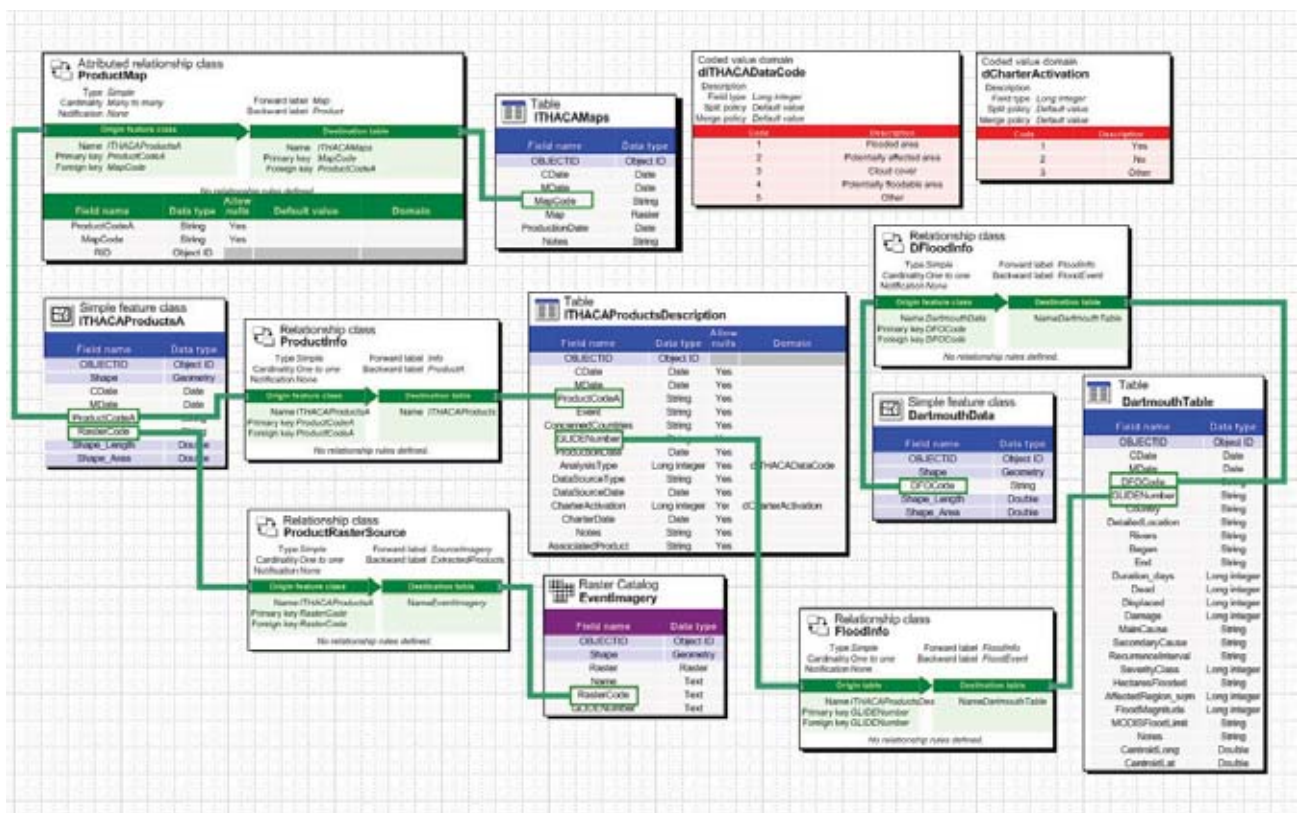 Attributed relationship class
ProductMap
Type Simple
Cardinality Many to many
Notification None
Forward label Map
Backward label Product
Origin feature class
Destination table
Name ITHACAProductsA
Primary key ProductCodeA
Foreign key MapCode
Name ITHACAMaps
Primary key MapCode
Foreign key ProductCodeA
No relationship rules defined.
Field name Data type Allow nulls Default value Domain
ProductCodeA String Yes
MapCode String Yes
RID Object ID
Table
ITHACAMaps
Field name Data type
OBJECTID Object ID
CDate Date
MDate Date
MapCode String
Map Raster
ProductionDate Date
Notes String
Coded value domain
dITHACADataCode
Description
Field type Long integer
Split policy Default value
Merge policy Default value
Code Description
1 Flooded area
2 Potentially affected area
3 Cloud cover
4 Potentially floodable area
5 Other
Coded value domain
dCharterActivation
Description
Field type Long integer
Split policy Default value
Merge policy Default value
Code Description
1 Yes
2 No
3 Other
Simple feature class
ITHACAProductsA
Field name Data type
OBJECTID Object ID
Shape Geometry
CDate Date
MDate Date
ProductCodeA
RasterCode
Shape_Length Double
Shape_Area Double
Relationship class
ProductInfo
Type Simple
Cardinality One to one
Notification None
Forward label Info
Backward label ProductA
Origin feature class
Destination table
Name ITHACAProductsA
Primary key ProductCodeA
Foreign key ProductCodeA
Name ITHACAProducts
No relationship rules defined.
Table
ITHACAProductsDescription
Field name Data type Allow nulls Domain
OBJECTID Object ID
CDate Date Yes
MDate Date Yes
ProductCodeA String Yes
Event String Yes
ConcernedCountries String Yes
GLIDENumber
ProductionDate Date Yes
AnalysisType Long integer Yes dITHACADataCode
DataSourceType String Yes
DataSourceDate Date Yes
CharterActivation Long integer Yes dCharterActivation
CharterDate Date Yes
Notes String Yes
AssociatedProduct String Yes
Relationship class
DFloodInfo
Type Simple
Cardinality One to one
Notification None
Forward label FloodInfo
Backward label FloodEvent
Origin feature class
Destination table
Name DartmouthData
Primary key DFOCode
Foreign key DFOCode
Name Dartmouth Table
No relationship rules defined.
Simple feature class
DartmouthData
Field name Data type
OBJECTID Object ID
Shape Geometry
DFOCode String
Shape_Length Double
Shape_Area Double
Table
DartmouthTable
Field name Data type
OBJECTID Object ID
CDate Date
MDate Date
DFOCode String
GLIDENumber String
Country String
DetailedLocation String
Rivers String
Began String
End String
Duration_days Long integer
Dead Long integer
Displaced Long integer
Damage Long integer
MainCause String
SecondaryCause String
RecurrenceInterval String
SeverityClass Long integer
HectaresFlooded String
AffectedRegion_sqm Long integer
FloodMagnitude Long integer
MODISFloodLimit String
Notes String
CentroidLong Double
CentroidLat Double
Relationship class
ProductRasterSource
Type Simple
Cardinality One to one
Notification None
Forward label SourceImagery
Backward label ExtractedProducts
Origin feature class
Destination table
Name ITHACAProductsA
Primary key RasterCode
Foreign key RasterCode
Name EventImagery
No relationship rules defined.
Raster Catalog
EventImagery
Field name Data type
OBJECTID Object ID
Shape Geometry
Raster Raster
Name Text
RasterCode Text
GLIDENumber Text
Relationship class
FloodInfo
Type Simple
Cardinality One to one
Notification None
Forward label FloodInfo
Backward label FloodEvent
Origin table
Destination table
Name ITHACAProductsDes
Primary key GLIDENumber
Foreign key GLIDENumber
Name Dartmouth Table
No relationship rules defined.